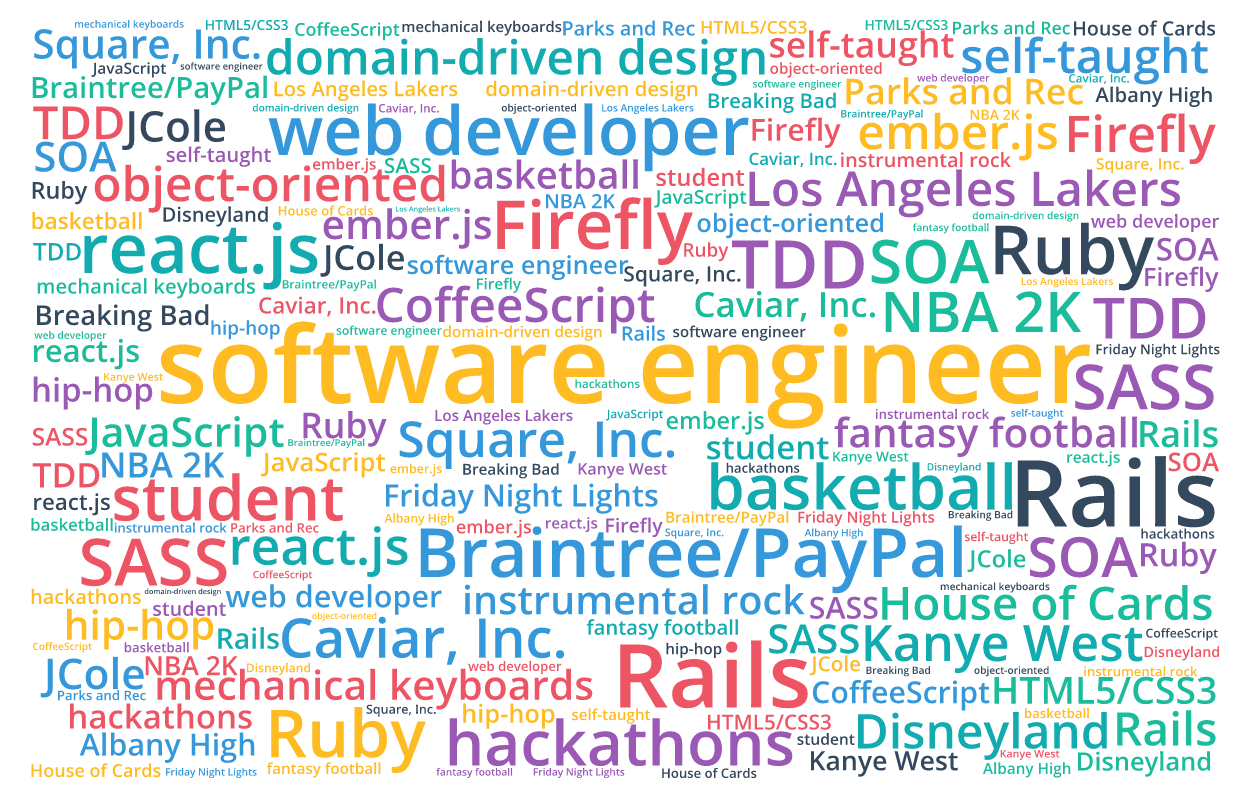 mechanical keyboards HTML5/CSS3 CoffeeScript mechanical keyboards Parks and Rec HTML5/CSS3 HTML5/CSS3 Parks and Rec House of Cards
Square, Inc. domain-driven design self-taught self-taught
JavaScript software engineer object-oriented
Braintree/PayPal Los Angeles Lakers domain-driven design software engineer web developer Caviar, Inc.
Breaking Bad Parks and Rec Albany High
domain-driven design Caviar, Inc. object-oriented Los Angeles Lakers Braintree/PayPal NBA 2K
TDD JCole web developer Firefly ember.js Firefly
SOA self-taught ember.js SASS Caviar, Inc. instrumental rock Square, Inc.
Ruby object-oriented basketball student Los Angeles Lakers
NBA 2K JavaScript
basketball Disneyland House of Cards Los Angeles Lakers ember.js Firefly object-oriented domain-driven design fantasy football web developer
TDD react.js JCole software engineer Ruby TDD SOA Ruby SOA
mechanical keyboards Braintree/PayPal Firefly Square, Inc. Los Angeles Lakers Firefly
Breaking Bad Caviar, Inc. CoffeeScript Caviar, Inc. NBA 2K TDD
web developer hip-hop software engineer domain-driven design Rails software engineer
react.js software engineer Friday Night Lights
hip-hop Kanye West hackathons SASS
SASS JavaScript Ruby Braintree/PayPal Los Angeles Lakers JavaScript ember.js instrumental rock self-taught
Square, Inc. student fantasy football Rails
TDD NBA 2K JavaScript ember.js Breaking Bad Kanye West hackathons Kanye West Disneyland react.js SOA
react.js student Friday Night Lights basketball Rails
basketball instrumental rock Parks and Rec Albany High ember.js react.js Firefly Braintree/PayPal Friday Night Lights Breaking Bad
Square, Inc. Albany High self-taught hackathons
SASS react.js Braintree/PayPal JCole SOA Ruby
CoffeeScript mechanical keyboards
hackathons domain-driven design web developer instrumental rock SASS House of Cards
student object-oriented
hip-hop Rails Caviar, Inc. fantasy football SASS Kanye West CoffeeScript
CoffeeScript basketball hip-hop Disneyland
JCole NBA 2K Disneyland web developer Rails JCole Breaking Bad object-oriented instrumental rock
Parks and Rec mechanical keyboards CoffeeScript HTML5/CSS3
hackathons Square, Inc. hip-hop self-taught HTML5/CSS3 basketball
Albany High Ruby hackathons student Disneyland Rails
House of Cards Friday Night Lights fantasy football fantasy football Friday Night Lights House of Cards Kanye West Kanye West Albany High Disneyland